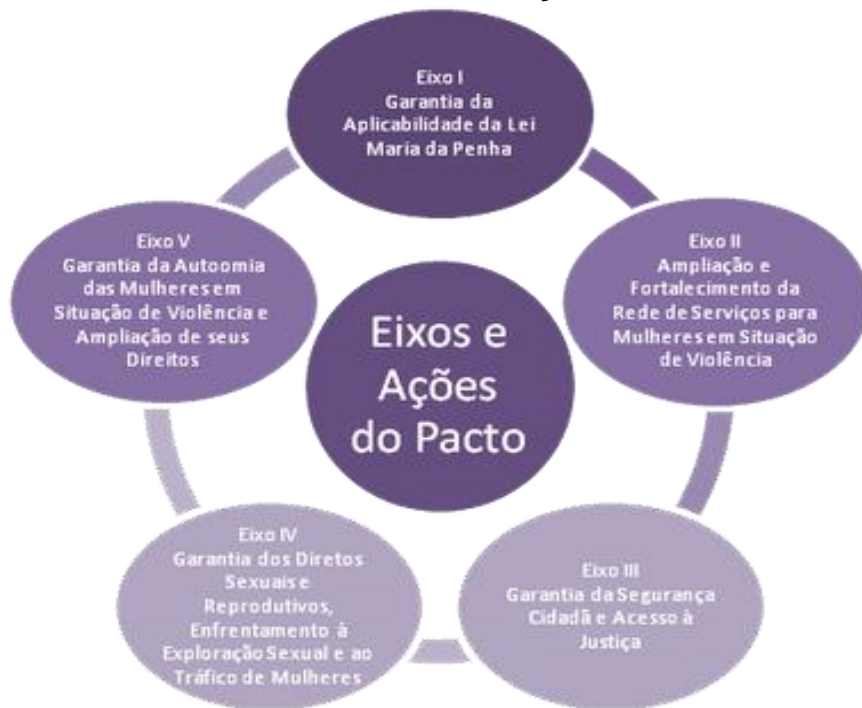 Eixo I
Garantia da
Aplicabilidade da Lei
Maria da Penha
Eixo II
Ampliação e
Fortalecimento da
Rede de Serviços para
Mulheres em Situação
de Violência
Eixo III
Garantia da Segurança
Cidadã e Acesso à
Justiça
Eixo IV
Garantia dos Diretos
Sexuais e
Reprodutivos,
Enfrentamento à
Exploração Sexual e ao
Tráfico de Mulheres
Eixo V
Garantia da Autoomia
das Mulheres em
Situação de Violência e
Ampliação de seus
Direitos
Eixos e
Ações
do Pacto